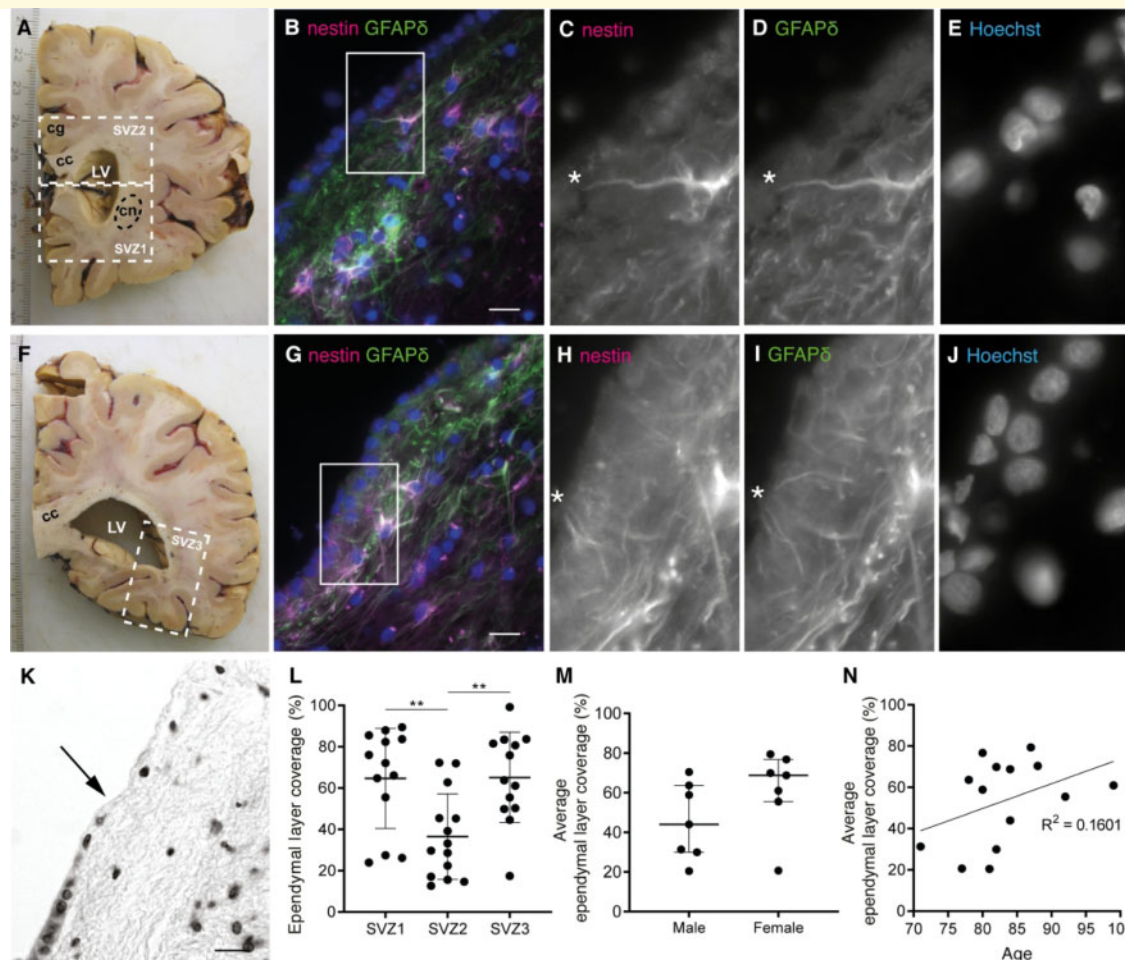 A
cg
SVZ2
cc
LV
cn
SVZ1
B nestin GFAPδ
C nestin
D GFAPδ
E Hoechst
*
*
F
cc
LV
SVZ3
G nestin GFAPδ
H nestin
I GFAPδ
J Hoechst
*
*
K
L
Ependymal layer coverage (%)
100
80
60
40
20
0
**
**
SVZ1 SVZ2 SVZ3
M
Average
ependymal layer coverage (%)
100
80
60
40
20
0
Male Female
N
Average
ependymal layer coverage (%)
100
80
60
40
20
0
R² = 0.1601
70 75 80 85 90 95
Age